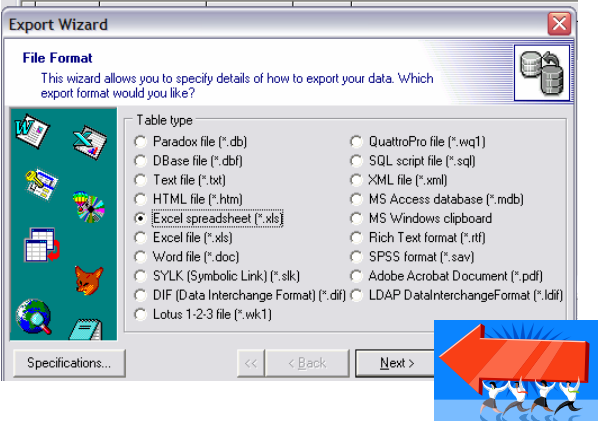 Export Wizard
File Format
This wizard allows you to specify details of how to export your data. Which
export format would you like?
Table type
Paradox file (*.db)
DBase file (*.dbf)
Text file (*.txt)
HTML file (*.htm)
Excel spreadsheet (*.xls)
Excel file (*.xls)
Word file (*.doc)
SYLK (Symbolic Link) (*.slk)
DIF (Data Interchange Format) (*.dif)
Lotus 1-2-3 file (*.wk1)
QuattroPro file (*.wq1)
SQL script file (*.sql)
XML file (*.xml)
MS Access database (*.mdb)
MS Windows clipboard
Rich Text format (*.rtf)
SPSS format (*.sav)
Adobe Acrobat Document (*.pdf)
LDAP DataInterchangeFormat (*.ldif)
Specifications...
<<
< Back
Next >